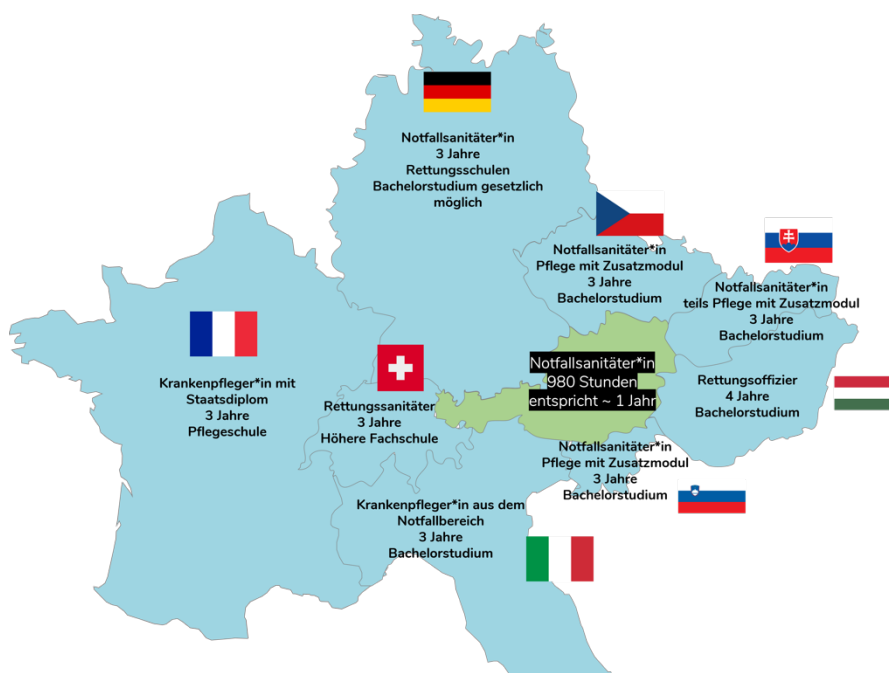 Notfallsanitäter*in
3 Jahre
Rettungsschulen
Bachelorstudium gesetzlich
möglich
Notfallsanitäter*in
Pflege mit Zusatzmodul
3 Jahre
Bachelorstudium
Notfallsanitäter*in
teils Pflege mit Zusatzmodul
3 Jahre
Bachelorstudium
Krankenpfleger*in mit
Staatsdiplom
3 Jahre
Pflegeschule
Rettungssanitäter
3 Jahre
Höhere Fachschule
Notfallsanitäter*in
980 Stunden
entspricht ~ 1 Jahr
Rettungsoffizier
4 Jahre
Bachelorstudium
Notfallsanitäter*in
Pflege mit Zusatzmodul
3 Jahre
Bachelorstudium
Krankenpfleger*in aus dem
Notfallbereich
3 Jahre
Bachelorstudium